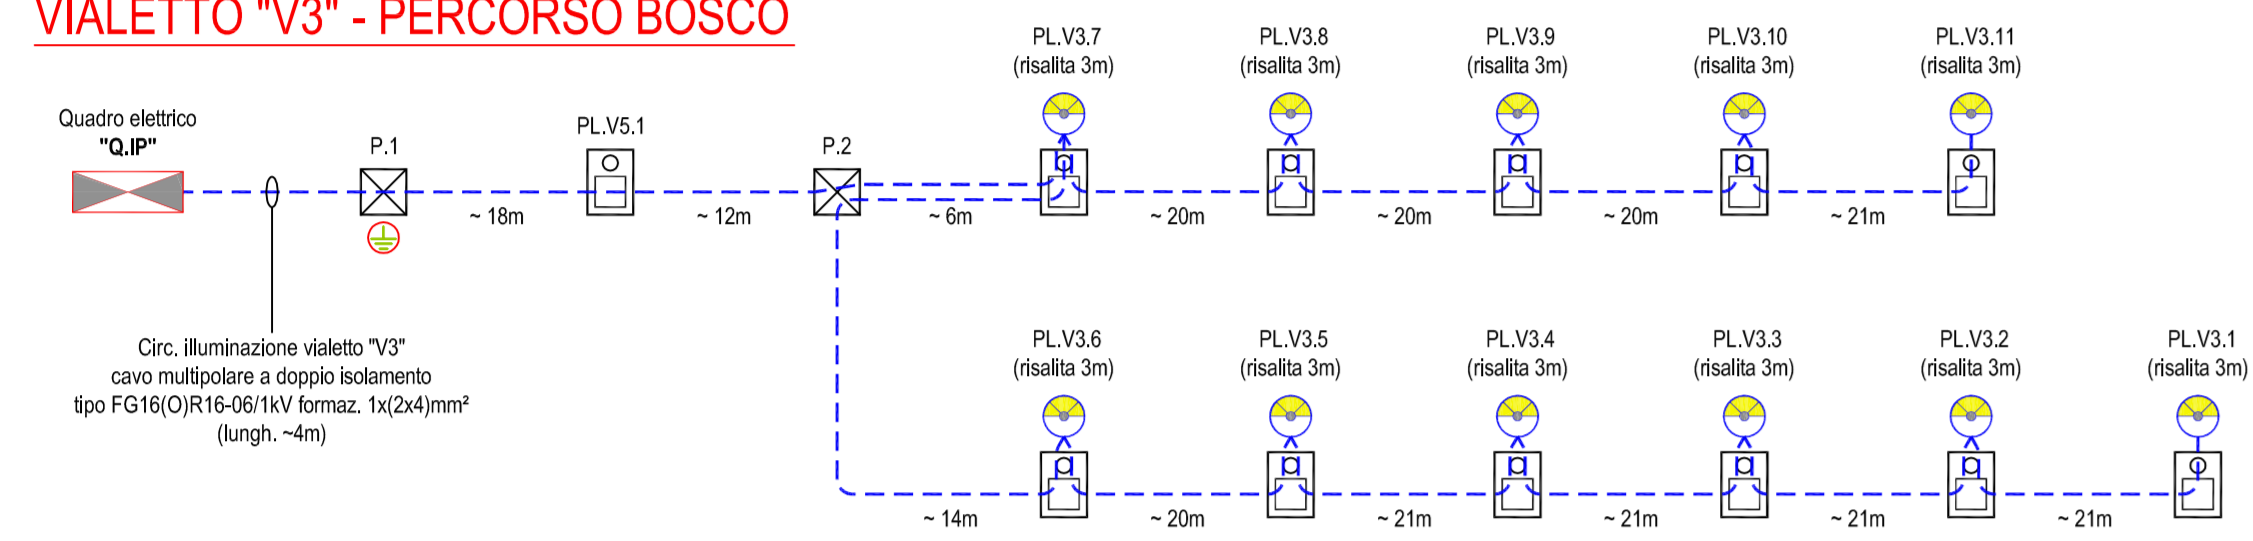 VIALETTO "V3" - PERCORSO BOSCO
Quadro elettrico
"Q.IP"
P.1
PL.V5.1
P.2
PL.V3.7
(risalita 3m)
PL.V3.8
(risalita 3m)
PL.V3.9
(risalita 3m)
PL.V3.10
(risalita 3m)
PL.V3.11
(risalita 3m)
~ 18m
~ 12m
~ 6m
~ 20m
~ 20m
~ 20m
~ 21m
Circ. illuminazione vialetto "V3"
cavo multipolare a doppio isolamento
tipo FG16(O)R16-06/1kV formaz. 1x(2x4)mm²
(lungh. ~4m)
PL.V3.6
(risalita 3m)
PL.V3.5
(risalita 3m)
PL.V3.4
(risalita 3m)
PL.V3.3
(risalita 3m)
PL.V3.2
(risalita 3m)
PL.V3.1
(risalita 3m)
~ 14m
~ 20m
~ 21m
~ 21m
~ 21m
~ 21m